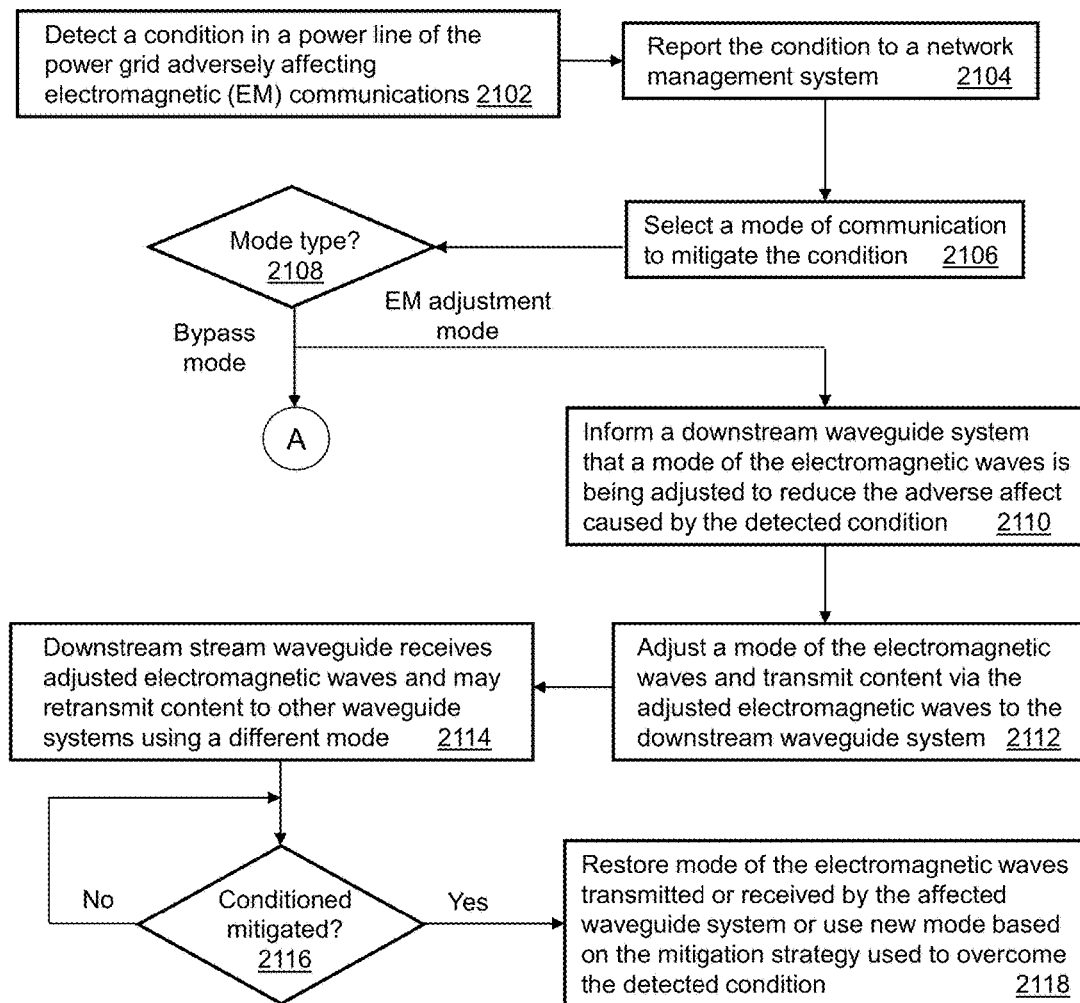 Detect a condition in a power line of the
power grid adversely affecting
electromagnetic (EM) communications 2102
Report the condition to a network
management system 2104
Select a mode of communication
to mitigate the condition 2106
Mode type?
2108
EM adjustment
mode
Bypass
mode
A
Inform a downstream waveguide system
that a mode of the electromagnetic waves is
being adjusted to reduce the adverse affect
caused by the detected condition 2110
Adjust a mode of the electromagnetic
waves and transmit content via the
adjusted electromagnetic waves to the
downstream waveguide system 2112
Downstream stream waveguide receives
adjusted electromagnetic waves and may
retransmit content to other waveguide
systems using a different mode 2114
No
Conditioned
mitigated?
2116
Yes
Restore mode of the electromagnetic waves
transmitted or received by the affected
waveguide system or use new mode based
on the mitigation strategy used to overcome
the detected condition 2118